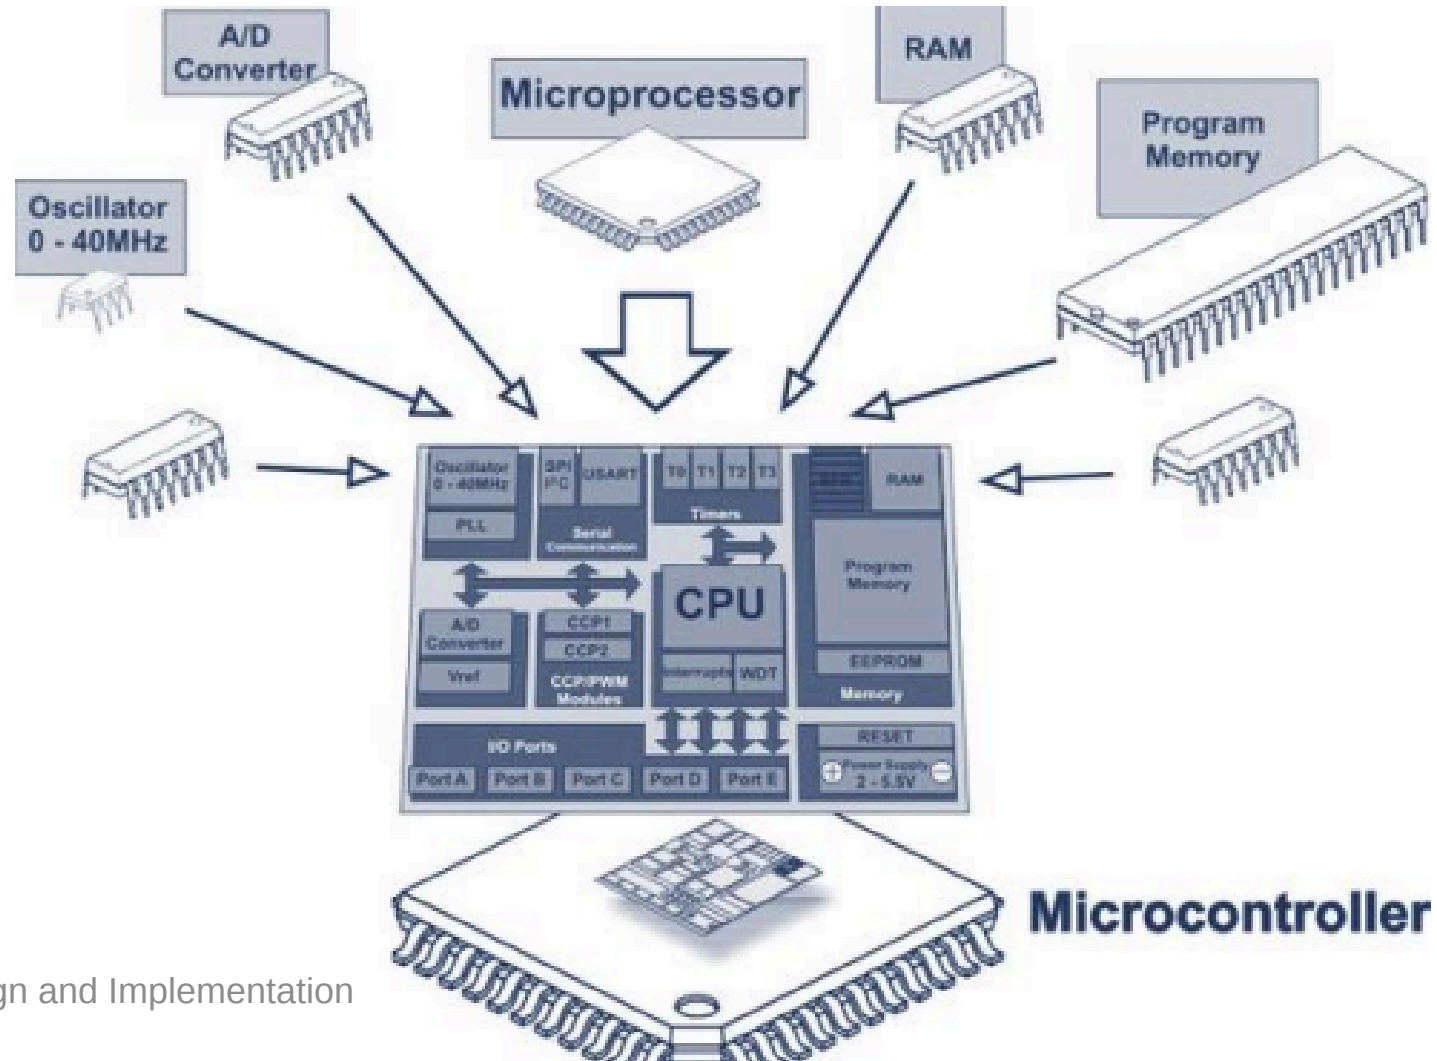 A/D
Converter
Microprocessor
RAM
Program
Memory
Oscillator
0 - 40MHz
Oscillator
0 - 40MHz
PLL
SPI
I²C
USART
Serial
Communication
T0 T1 T2 T3
Timers
RAM
Program
Memory
EEPROM
Memory
A/D
Converter
Vref
CCP1
CCP2
CCP/PWM
Modules
CPU
Interrupts
WDT
I/O Ports
Port A
Port B
Port C
Port D
Port E
RESET
Power Supply
2 - 5.5V
Microcontroller
gn and Implementation